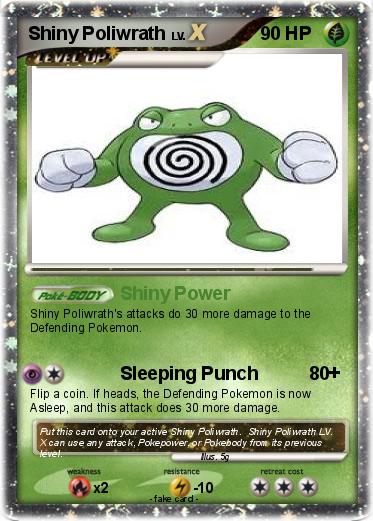 Shiny Poliwrath LV. X 90 HP
LEVEL-UP
Poké-BODY Shiny Power
Shiny Poliwrath's attacks do 30 more damage to the
Defending Pokemon.
Sleeping Punch 80+
Flip a coin. If heads, the Defending Pokemon is now
Asleep, and this attack does 30 more damage.
Put this card onto your active Shiny Poliwrath. Shiny Poliwrath LV.
X can use any attack, Pokepower, or Pokebody from its previous
level.
Illus. 5g
weakness resistance retreat cost
x2 -10
- fake card -